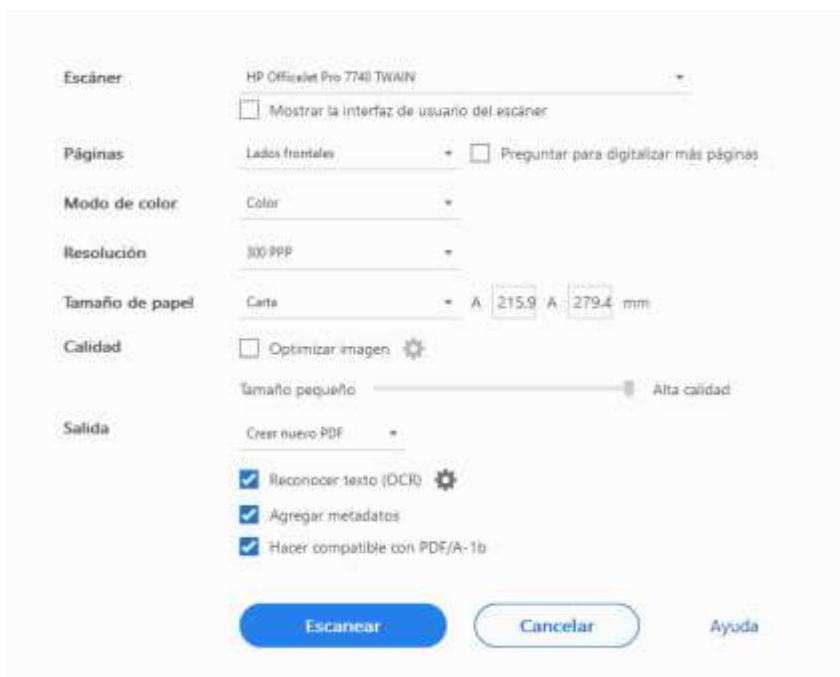 Escáner HP OfficeJet Pro 7740 TWAIN
Mostrar la interfaz de usuario del escáner
Páginas Lados frontales Preguntar para digitalizar más páginas
Modo de color Color
Resolución 300 PPP
Tamaño de papel Carta A 215.9 A 279.4 mm
Calidad Optimizar imagen
Tamaño pequeño Alta calidad
Salida Crear nuevo PDF
Reconocer texto (OCR)
Agregar metadatos
Hacer compatible con PDF/A-1b
Escanear Cancelar Ayuda